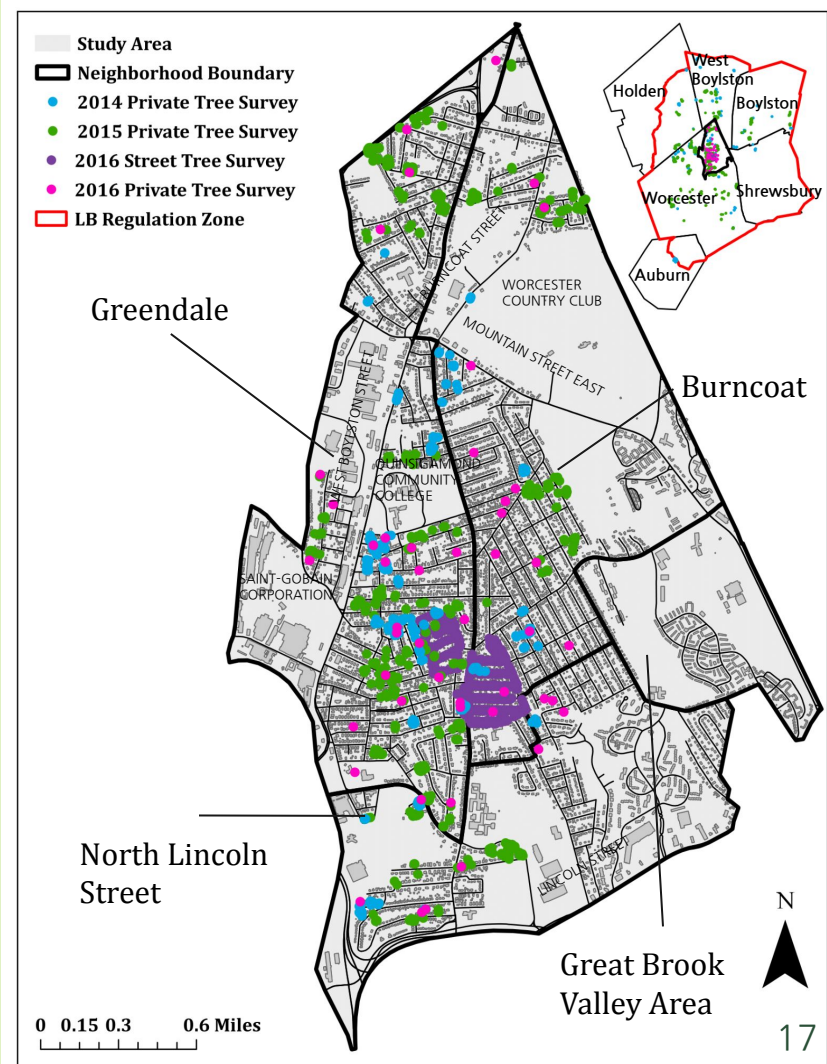 Study Area
Neighborhood Boundary
2014 Private Tree Survey
2015 Private Tree Survey
2016 Street Tree Survey
2016 Private Tree Survey
LB Regulation Zone
West
Boylston
Holden
Boylston
Worcester
Shrewsbury
Auburn
BURNCOAT STREET
WORCESTER
COUNTRY CLUB
Greendale
MOUNTAIN STREET EAST
Burncoat
WEST BOYLSTON STREET
QUINSIGAMOND
COMMUNITY
COLLEGE
SAINT-GOBAIN
CORPORATION
North Lincoln
Street
LINCOLN STREET
Great Brook
Valley Area
N
0 0.15 0.3 0.6 Miles
17